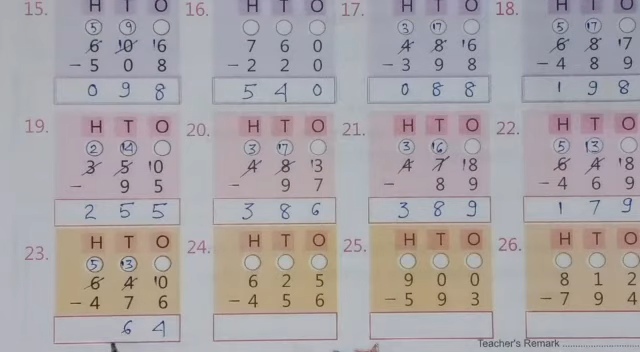 15. H T O 16. H T O 17. H T O 18. H T O
5 9 3 17 5 17
6 10 16 7 6 0 4 8 16 6 8 17
- 5 0 8 - 2 2 0 - 3 9 8 - 4 8 9
0 9 8 5 4 0 0 8 8 1 9 8
19. H T O 20. H T O 21. H T O 22. H T O
2 14 3 17 3 16 5 13
3 5 10 4 8 13 4 7 18 6 4 18
- 9 5 - 9 7 - 8 9 - 4 6 9
2 5 5 3 8 6 3 8 9 1 7 9
23. H T O 24. H T O 25. H T O 26. H T O
5 13
6 4 10 6 2 5 9 0 0 8 1 2
- 4 7 6 - 4 5 6 - 5 9 3 - 7 9 4
6 4
Teacher's Remark